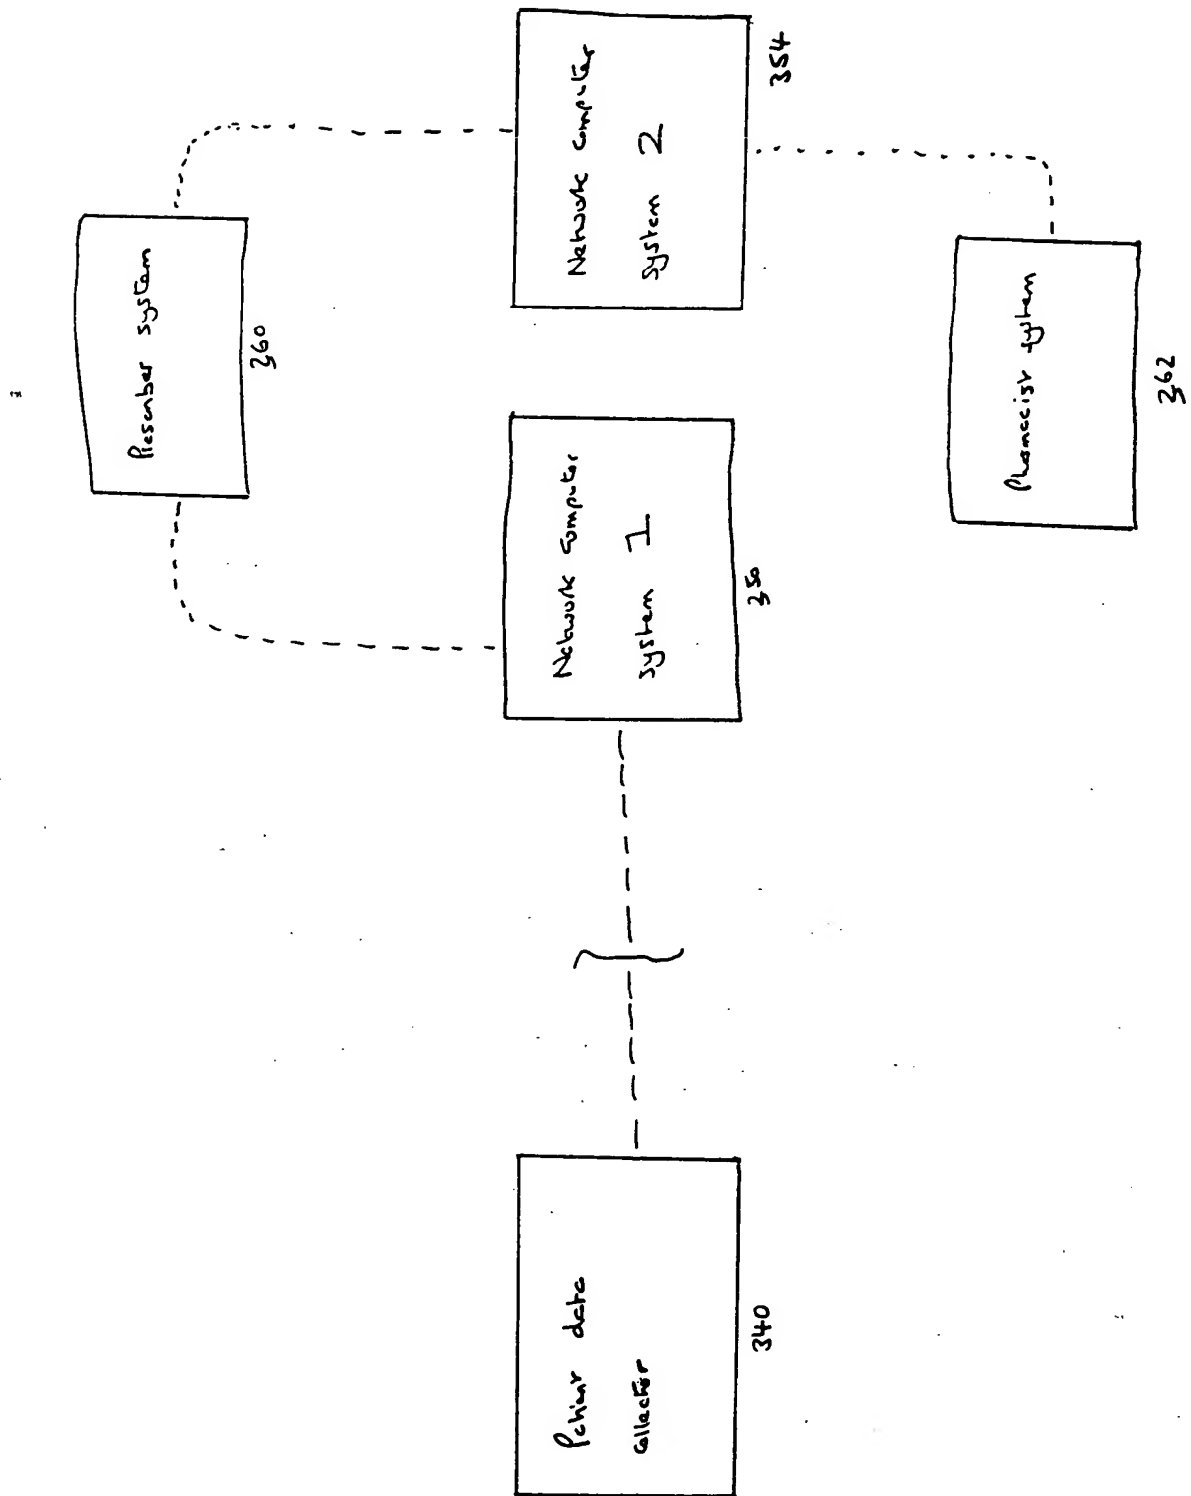 Patient data
collector
340
Network computer
system 1
350
Prescriber system
360
Network computer
system 2
354
Pharmacist system
362